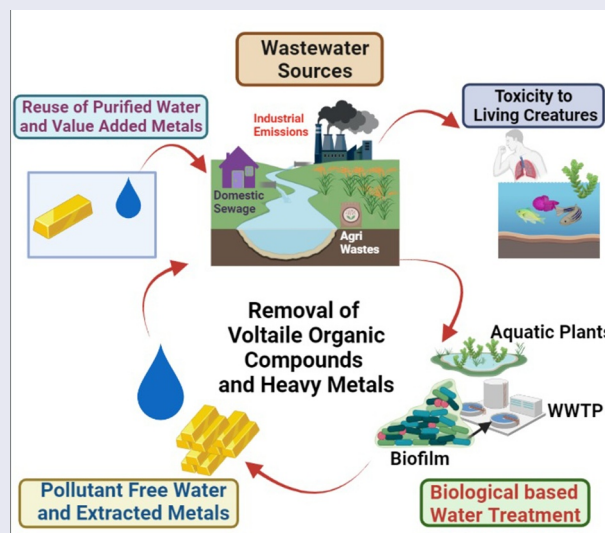 Wastewater
Sources
Reuse of Purified Water
and Value Added Metals
Industrial
Emissions
Toxicity to
Living Creatures
Domestic
Sewage
Agri
Wastes
Removal of
Voltaile Organic
Compounds
and Heavy Metals
Aquatic Plants
WWTP
Biofilm
Pollutant Free Water
and Extracted Metals
Biological based
Water Treatment